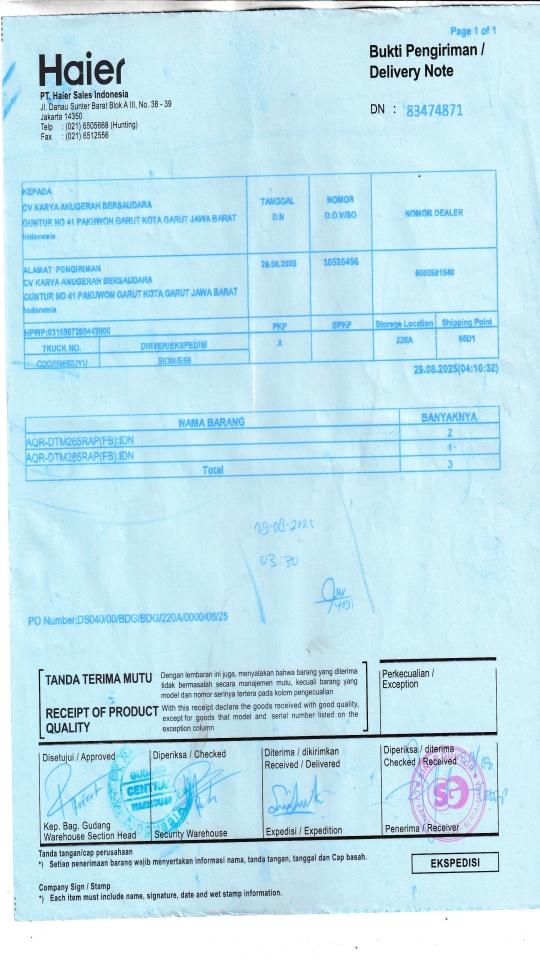 Page 1 of 1
Haier
Bukti Pengiriman /
Delivery Note
PT. Haier Sales Indonesia
Jl. Danau Sunter Barat Blok A III, No. 38 - 39
Jakarta 14350
Telp : (021) 6505668 (Hunting)
Fax : (021) 6512556
DN : 83474871
KEPADA
CV KARYA ANUGERAH BERSAUDARA
GUNTUR NO 41 PAKUWON GARUT KOTA GARUT JAWA BARAT
Indonesia
TANGGAL
D.N
NOMOR
D.O.V/SO
NOMOR DEALER
ALAMAT PENGIRIMAN
CV KARYA ANUGERAH BERSAUDARA
GUNTUR NO 41 PAKUWON GARUT KOTA GARUT JAWA BARAT
Indonesia
29.08.2025
10526496
NPWP:0316987260443000
PKP
BPKP
Storage Location
Shipping Point
TRUCK NO.
DRIVER/EKSPEDISI
X
220A
SIDIK/E56
29.08.2025(04:16:32)
NAMA BARANG
BANYAKNYA
AQR-DTM265RAP(FB):IDN
2
AQR-DTM285RAP(FB):IDN
1
Total
3
29-08-2025
03:30
PO Number:DS040/00/BDG/BDG/220A/0000/08/25
TANDA TERIMA MUTU
Dengan lembaran ini juga, menyatakan bahwa barang yang diterima
tidak bermasalah secara manajemen mutu, kecuali barang yang
model dan nomor serinya tertera pada kolom pengecualian
RECEIPT OF PRODUCT
QUALITY
With this receipt declare the goods received with good quality,
except for goods that model and serial number listed on the
exception column
Perkecualian /
Exception
Disetujui / Approved
Diperiksa / Checked
Diterima / dikirimkan
Received / Delivered
Diperiksa / diterima
Checked / Received
CENTRAL
WAREHOUSE
SG
Kep. Bag. Gudang
Warehouse Section Head
Security Warehouse
Expedisi / Expedition
Penerima / Receiver
Tanda tangan/cap perusahaan
*) Setiap penerimaan barang wajib menyertakan informasi nama, tanda tangan, tanggal dan Cap basah.
EKSPEDISI
Company Sign / Stamp
*) Each item must include name, signature, date and wet stamp information.